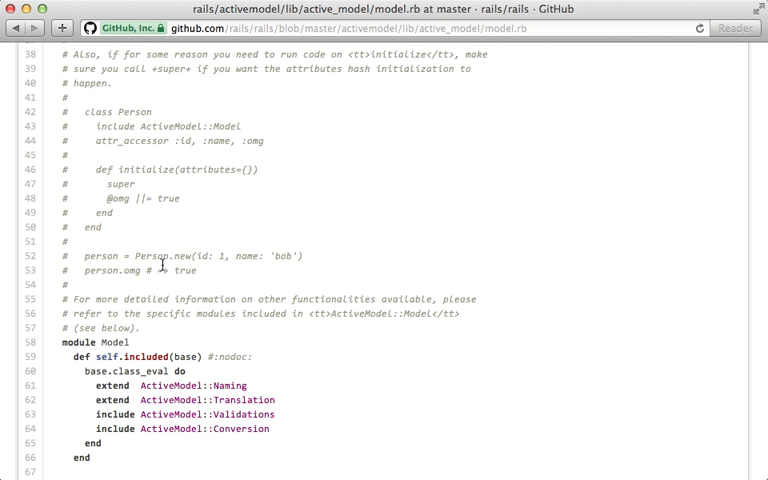 rails/activemodel/lib/active_model/model.rb at master · rails/rails · GitHub
GitHub, Inc. github.com/rails/rails/blob/master/activemodel/lib/active_model/model.rb Reader
38 # Also, if for some reason you need to run code on <tt>initialize</tt>, make
39 # sure you call +super+ if you want the attributes hash initialization to
40 # happen.
41 #
42 #   class Person
43 #     include ActiveModel::Model
44 #     attr_accessor :id, :name, :omg
45 #
46 #     def initialize(attributes={})
47 #       super
48 #       @omg ||= true
49 #     end
50 #   end
51 #
52 #   person = Person.new(id: 1, name: 'bob')
53 #   person.omg # => true
54 #
55 # For more detailed information on other functionalities available, please
56 # refer to the specific modules included in <tt>ActiveModel::Model</tt>
57 # (see below).
58 module Model
59   def self.included(base) #:nodoc:
60     base.class_eval do
61       extend  ActiveModel::Naming
62       extend  ActiveModel::Translation
63       include ActiveModel::Validations
64       include ActiveModel::Conversion
65     end
66   end
67